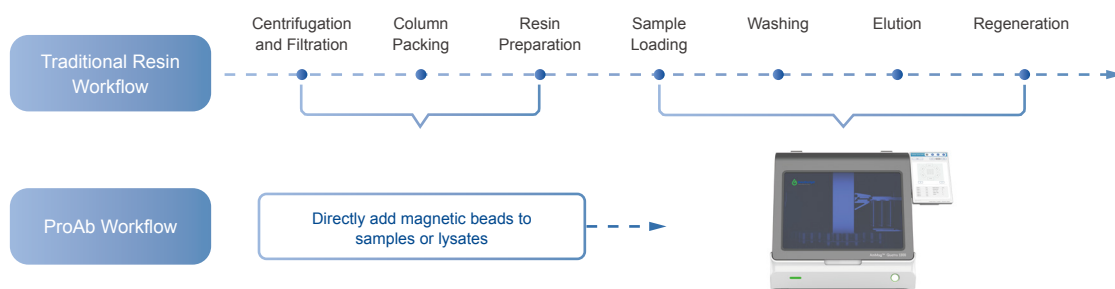 Centrifugation
and Filtration
Column
Packing
Resin
Preparation
Sample
Loading
Washing
Elution
Regeneration
Traditional Resin
Workflow
ProAb Workflow
Directly add magnetic beads to
samples or lysates